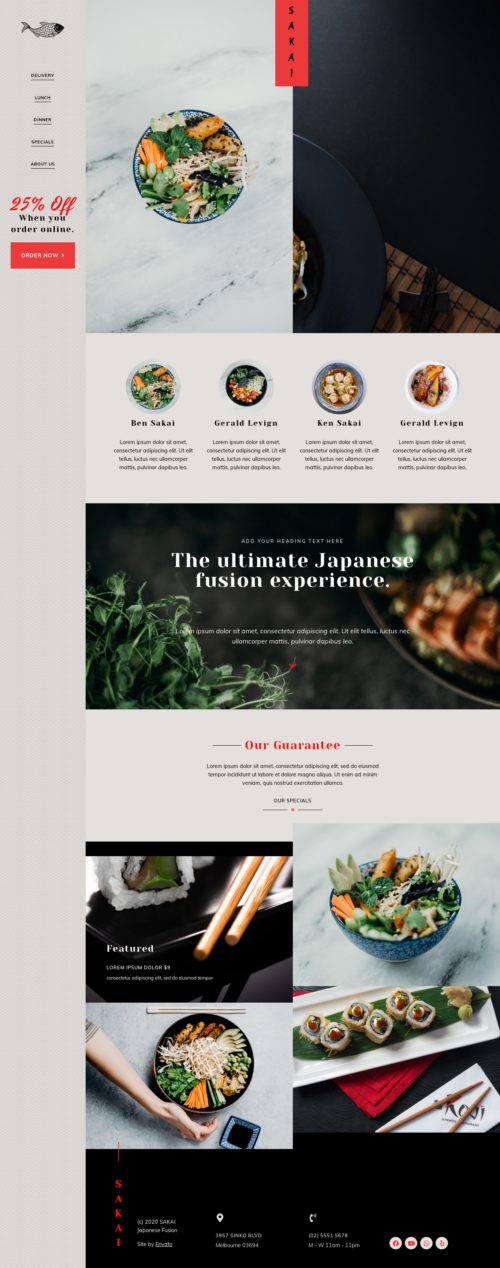 SAKAI
DELIVERY
LUNCH
DINNER
SPECIALS
ABOUT US
25% Off
When you
order online.
ORDER NOW >
Ben Sakai
Lorem ipsum dolor sit amet,
consectetur adipiscing elit. Ut elit
tellus, luctus nec ullamcorper
mattis, pulvinar dapibus leo.
Gerald Levign
Lorem ipsum dolor sit amet,
consectetur adipiscing elit. Ut elit
tellus, luctus nec ullamcorper
mattis, pulvinar dapibus leo.
Ken Sakai
Lorem ipsum dolor sit amet,
consectetur adipiscing elit. Ut elit
tellus, luctus nec ullamcorper
mattis, pulvinar dapibus leo.
Gerald Levign
Lorem ipsum dolor sit amet,
consectetur adipiscing elit. Ut elit
tellus, luctus nec ullamcorper
mattis, pulvinar dapibus leo.
ADD YOUR HEADING TEXT HERE
The ultimate Japanese
fusion experience.
Lorem ipsum dolor sit amet, consectetur adipiscing elit. Ut elit tellus, luctus nec
ullamcorper mattis, pulvinar dapibus leo.
Our Guarantee
Lorem ipsum dolor sit amet, consectetur adipiscing elit, sed do eiusmod
tempor incididunt ut labore et dolore magna aliqua. Ut enim ad minim
veniam, quis nostrud exercitation ullamco.
OUR SPECIALS
Featured
LOREM IPSUM DOLOR $9
consectetur adipiscing elit, sed do eiusmod tempor
SAKAI
(c) 2020 SAKAI
Japanese Fusion
Site by Envato
3957 GINKO BLVD
Melbourne 03694
(02) 5551 5678
M - W 11am - 11pm